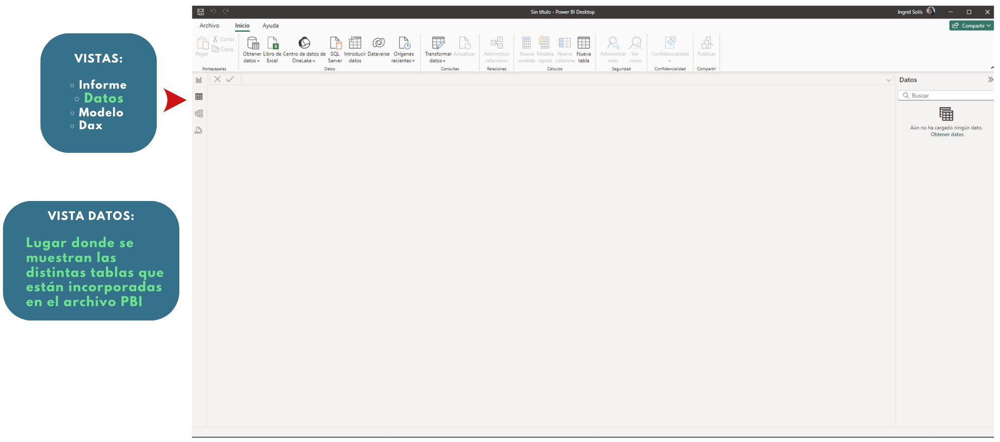 VISTAS:
Informe
Datos
Modelo
Dax
VISTA DATOS:
Lugar donde se
muestran las
distintas tablas que
están incorporadas
en el archivo PBI
Sin título - Power BI Desktop
Ingrid Solís
Archivo
Inicio
Ayuda
Compartir
Pegar
Cortar
Copia
Portapapeles
Obtener
datos
Libro de
Excel
Centro de datos de
OneLake
SQL
Server
Introducir
datos
Dataverse
Orígenes
recientes
Datos
Transformar
datos
Actualizar
Consultas
Administrar
relaciones
Relaciones
Nueva
medida
Medida
rápida
Nueva
columna
Nueva
tabla
Cálculos
Administrar
roles
Ver
como
Seguridad
Confidencialidad
Confidencialidad
Publicar
Compartir
Datos
Buscar
Aún no ha cargado ningún dato.
Obtener datos